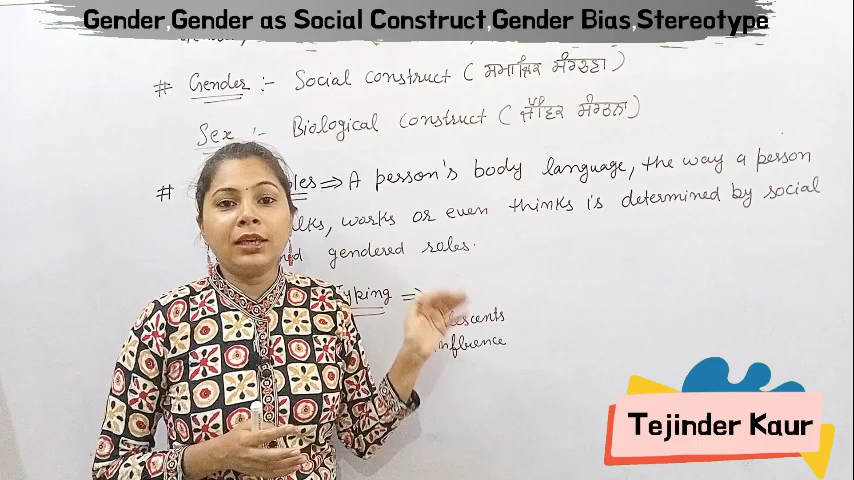 Gender,Gender as Social Construct,Gender Bias,Stereotype
# Gender :- Social construct (ਸਮਾਜਿਕ ਸੰਰਚਨਾ)
Sex :- Biological construct (ਜੈਵਿਕ ਸੰਰਚਨਾ)
# les ⇒ A person's body language, the way a person
lks, works or even thinks is determined by social
nd gendered roles.
Typing ⇒
lescents
influence
Tejinder Kaur